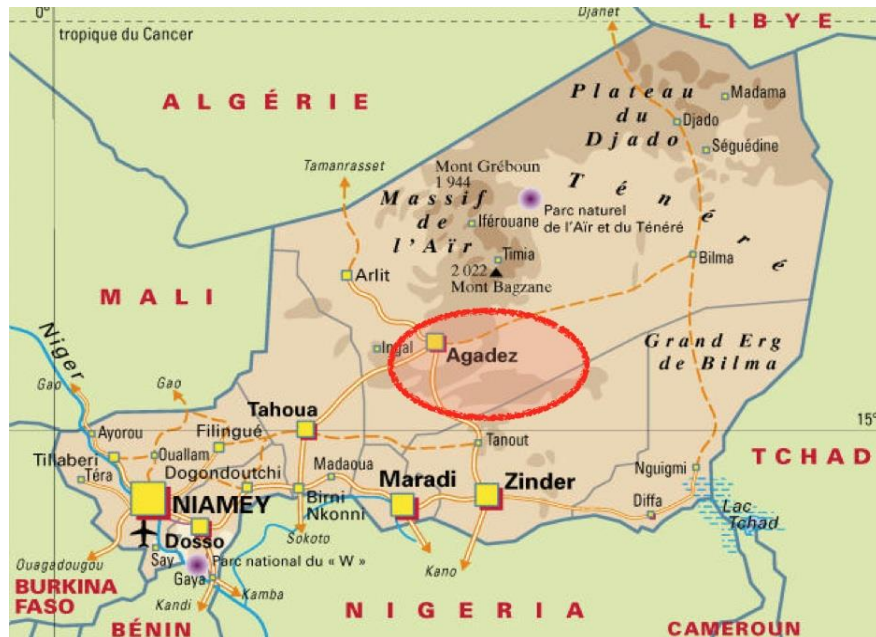 0°
Djanet
LIBYE
tropique du Cancer
ALGÉRIE
Plateau
du
Djado
Madama
Djado
Séguédine
Tamanrasset
Mont Gréboun
1 944
Massif
de
l'Aïr
Iférouane
Ténéré
Parc naturel
de l'Aïr et du Ténéré
Timia
2 022
Mont Bagzane
Bilma
Arlit
MALI
Ingal
Agadez
Grand Erg
de Bilma
Niger
Gao
Gao
Tahoua
15°
Ayorou
Filingué
Tanout
TCHAD
Tillaberi
Ouallam
Téra
Dogondoutchi
Madaoua
Maradi
Zinder
Nguigmi
NIAMEY
Birni
Nkonni
Diffa
Lac
Tchad
Dosso
Sokoto
Say
Parc national du « W »
Ouagadougou
Gaya
Kano
BURKINA
FASO
Kandi
Kamba
NIGERIA
BÉNIN
CAMEROUN